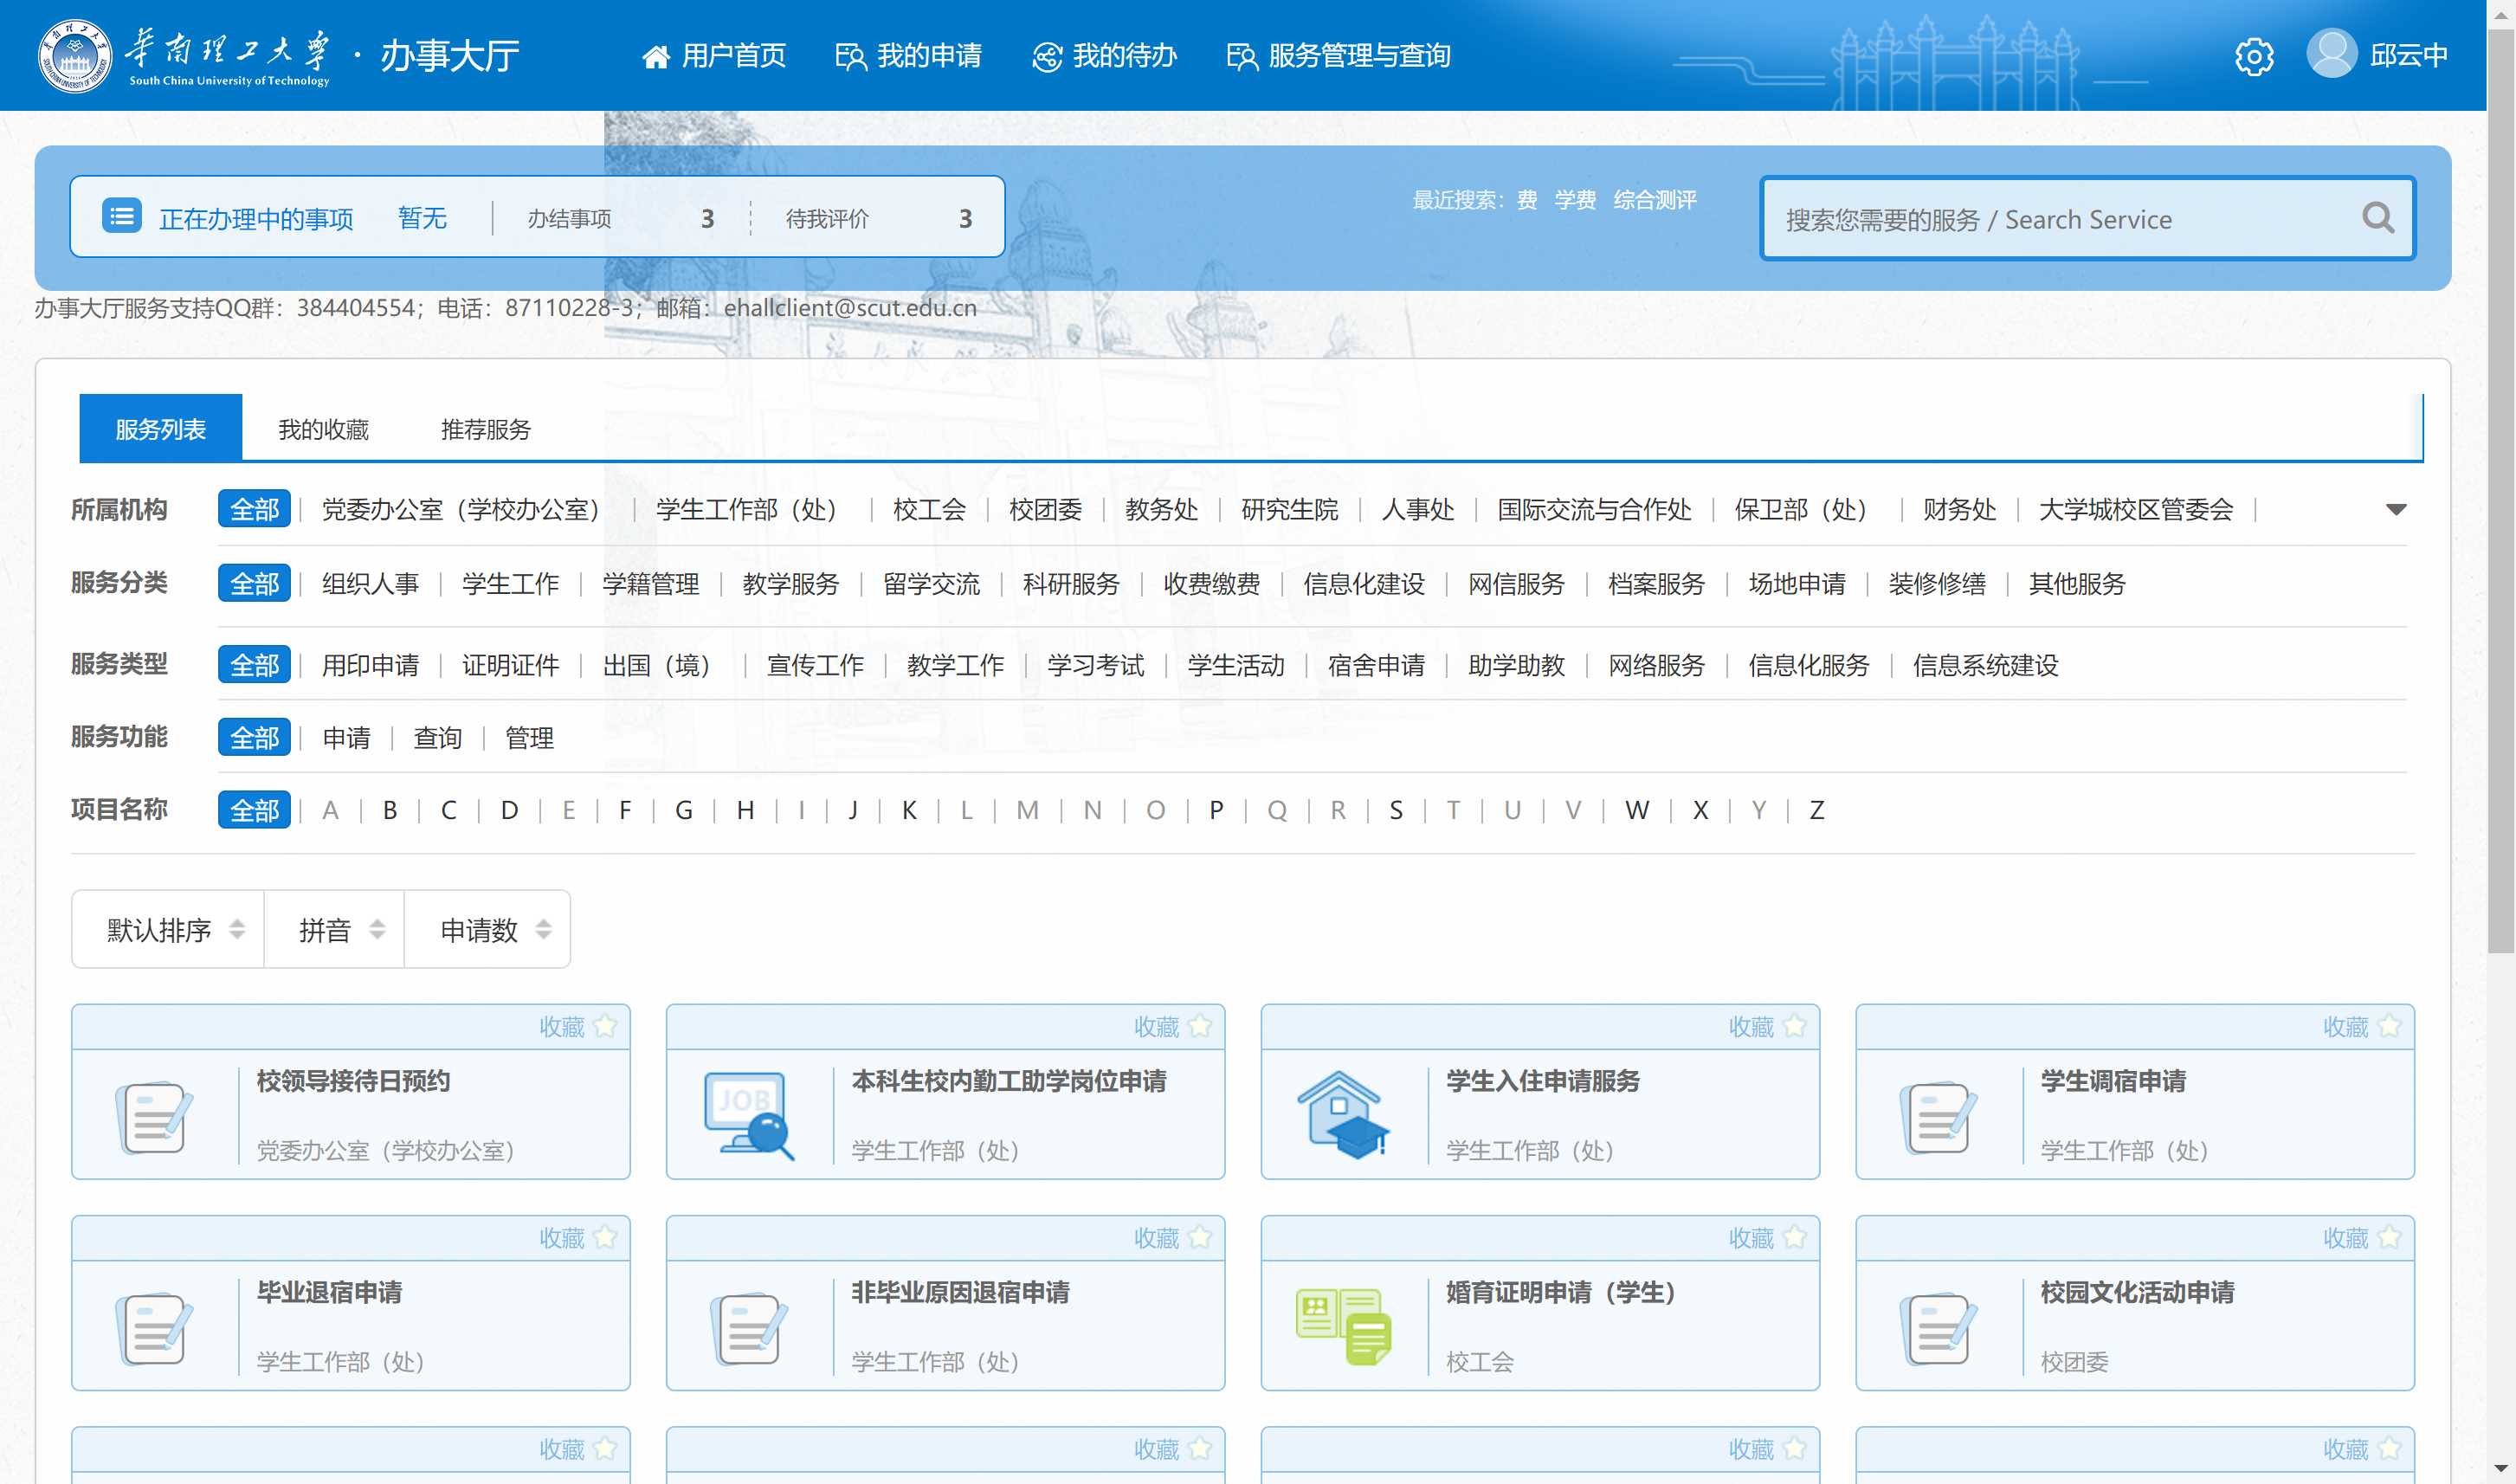 华南理工大学 · 办事大厅
South China University of Technology
用户首页 我的申请 我的待办 服务管理与查询 邱云中
正在办理中的事项 暂无 办结事项 3 待我评价 3
最近搜索：费 学费 综合测评
搜索您需要的服务 / Search Service
办事大厅服务支持QQ群：384404554；电话：87110228-3；邮箱：ehallclient@scut.edu.cn
服务列表 我的收藏 推荐服务
所属机构 全部 党委办公室（学校办公室） 学生工作部（处） 校工会 校团委 教务处 研究生院 人事处 国际交流与合作处 保卫部（处） 财务处 大学城校区管委会
服务分类 全部 组织人事 学生工作 学籍管理 教学服务 留学交流 科研服务 收费缴费 信息化建设 网信服务 档案服务 场地申请 装修修缮 其他服务
服务类型 全部 用印申请 证明证件 出国（境） 宣传工作 教学工作 学习考试 学生活动 宿舍申请 助学助教 网络服务 信息化服务 信息系统建设
服务功能 全部 申请 查询 管理
项目名称 全部 A B C D E F G H I J K L M N O P Q R S T U V W X Y Z
默认排序 拼音 申请数
收藏 收藏 收藏 收藏
校领导接待日预约 JOB 本科生校内勤工助学岗位申请 学生入住申请服务 学生调宿申请
党委办公室（学校办公室） 学生工作部（处） 学生工作部（处） 学生工作部（处）
收藏 收藏 收藏 收藏
毕业退宿申请 非毕业原因退宿申请 婚育证明申请（学生） 校园文化活动申请
学生工作部（处） 学生工作部（处） 校工会 校团委
收藏 收藏 收藏 收藏